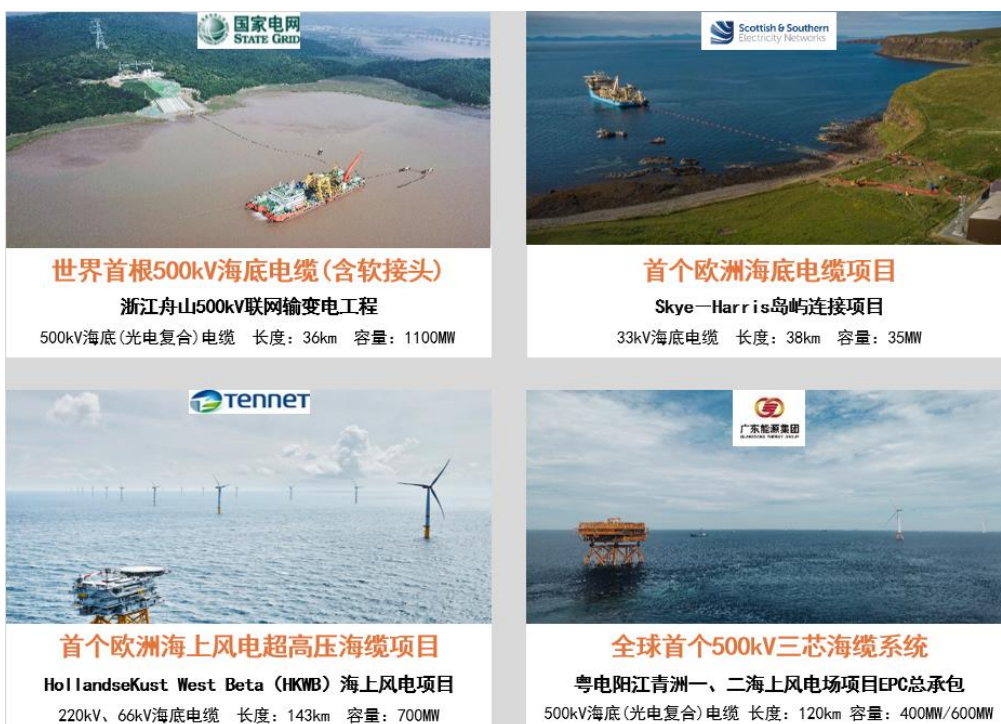 国家电网
STATE GRID
世界首根500kV海底电缆(含软接头)
浙江舟山500kV联网输变电工程
500kV海底(光电复合)电缆 长度：36km 容量：1100MW
Scottish & Southern
Electricity Networks
首个欧洲海底电缆项目
Skye—Harris岛屿连接项目
33kV海底电缆 长度：38km 容量：35MW
TENNET
首个欧洲海上风电超高压海缆项目
HollandseKust West Beta（HKWB）海上风电项目
220kV、66kV海底电缆 长度：143km 容量：700MW
广东能源集团
GUANGDONG ENERGY GROUP
全球首个500kV三芯海缆系统
粤电阳江青洲一、二海上风电场项目EPC总承包
500kV海底(光电复合)电缆 长度：120km 容量：400MW/600MW